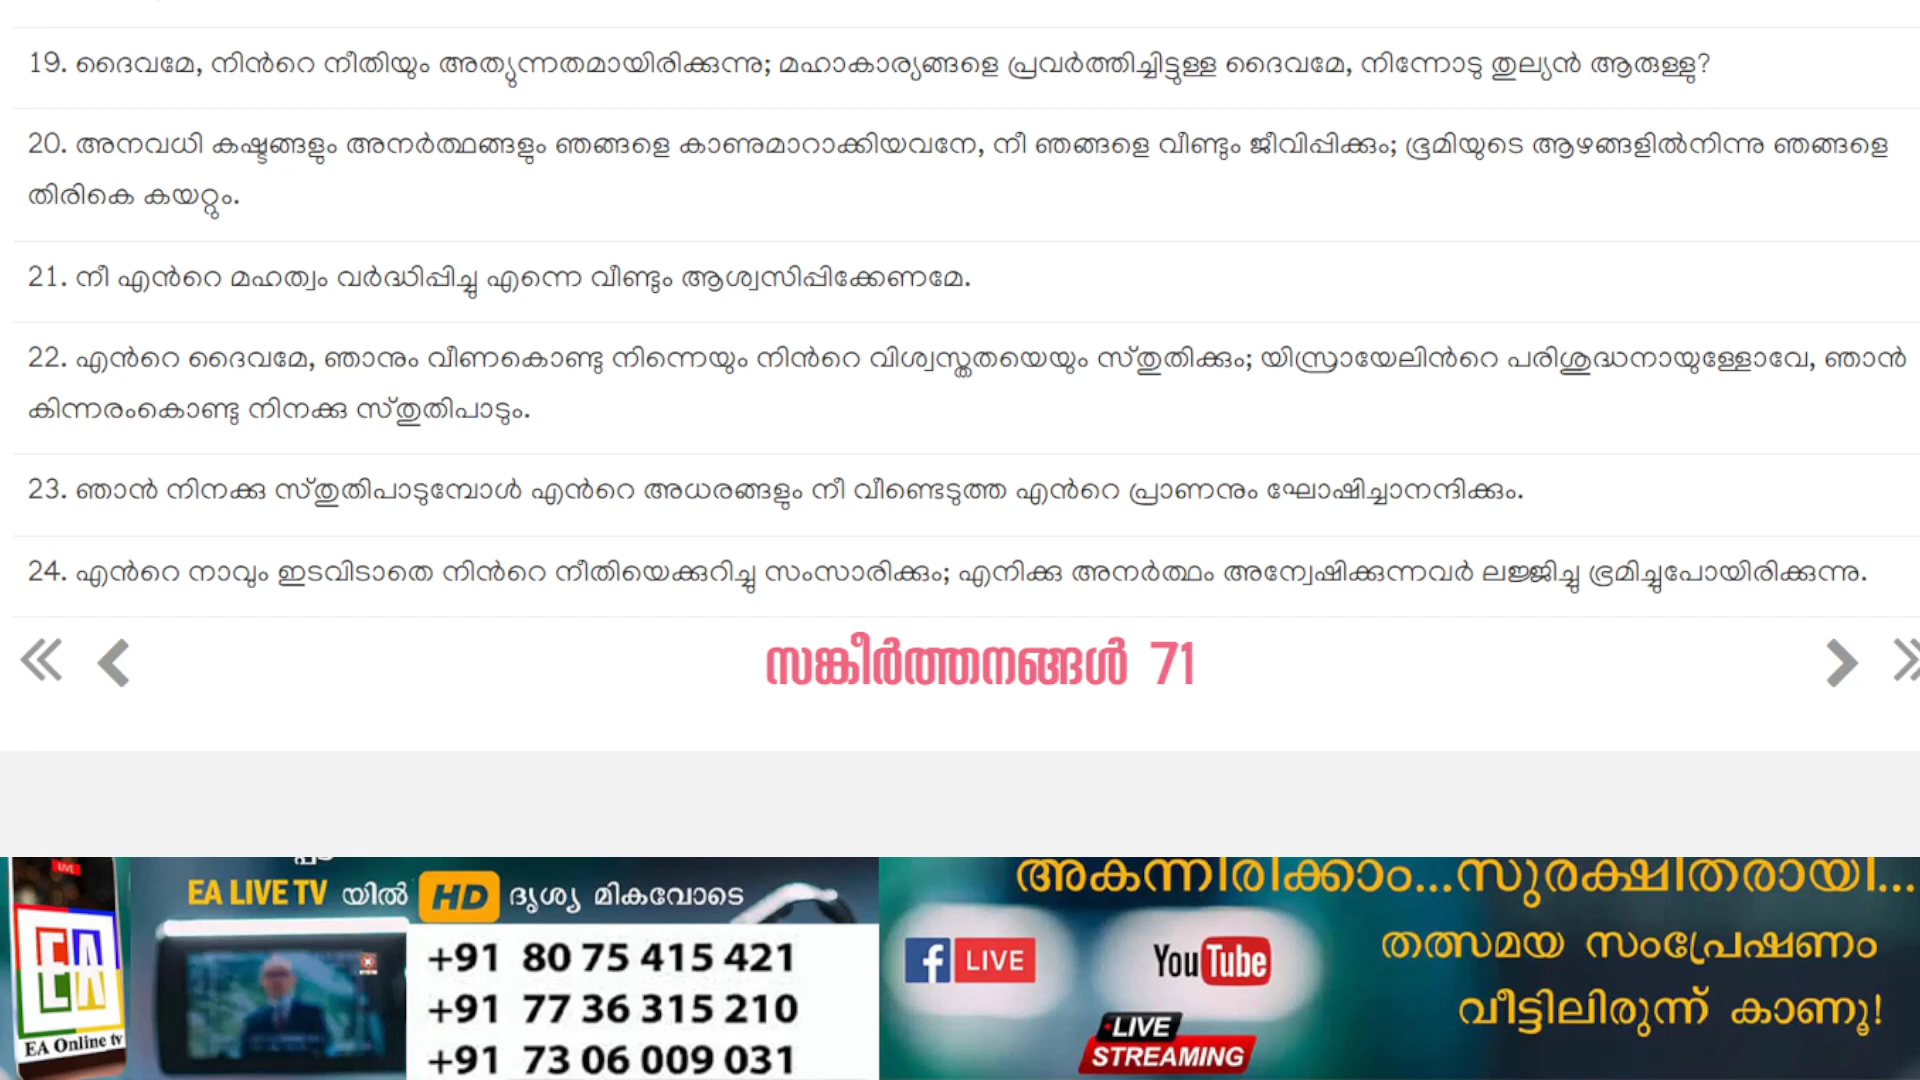 19. ദൈവമേ, നിൻറെ നീതിയും അത്യുന്നതമായിരിക്കുന്നു; മഹാകാര്യങ്ങളെ പ്രവർത്തിച്ചിട്ടുള്ള ദൈവമേ, നിന്നോടു തുല്യൻ ആരുള്ളു?
20. അനവധി കഷ്ടങ്ങളും അനർത്ഥങ്ങളും ഞങ്ങളെ കാണുമാറാക്കിയവനേ, നീ ഞങ്ങളെ വീണ്ടും ജീവിപ്പിക്കും; ഭൂമിയുടെ ആഴങ്ങളിൽനിന്നു ഞങ്ങളെ
തിരികെ കയറ്റും.
21. നീ എൻറെ മഹത്വം വർദ്ധിപ്പിച്ചു എന്നെ വീണ്ടും ആശ്വസിപ്പിക്കേണമേ.
22. എൻറെ ദൈവമേ, ഞാനും വീണകൊണ്ടു നിന്നെയും നിൻറെ വിശ്വസ്തതയെയും സ്തുതിക്കും; യിസ്രായേലിൻറെ പരിശുദ്ധനായുള്ളോവേ, ഞാൻ
കിന്നരംകൊണ്ടു നിനക്കു സ്തുതിപാടും.
23. ഞാൻ നിനക്കു സ്തുതിപാടുമ്പോൾ എൻറെ അധരങ്ങളും നീ വീണ്ടെടുത്ത എൻറെ പ്രാണനും ഘോഷിച്ചാനന്ദിക്കും.
24. എൻറെ നാവും ഇടവിടാതെ നിൻറെ നീതിയെക്കുറിച്ചു സംസാരിക്കും; എനിക്കു അനർത്ഥം അന്വേഷിക്കുന്നവർ ലജ്ജിച്ചു ഭ്രമിച്ചുപോയിരിക്കുന്നു.
സങ്കീർത്തനങ്ങൾ 71
LIVE
EA
EA Online tv
EA LIVE TV യിൽ HD ദൃശ്യ മികവോടെ
+91 80 75 415 421
+91 77 36 315 210
+91 73 06 009 031
അകന്നിരിക്കാം...സുരക്ഷിതരായി...
f LIVE
YouTube
LIVE
STREAMING
തത്സമയ സംപ്രേഷണം
വീട്ടിലിരുന്ന് കാണൂ!